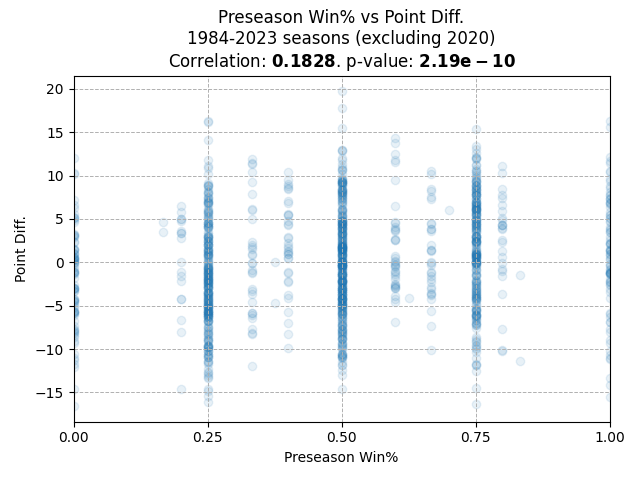 Preseason Win% vs Point Diff.
1984-2023 seasons (excluding 2020)
Correlation: 0.1828. p-value: 2.19e − 10
20
15
10
5
0
−5
−10
−15
Point Diff.
0.00 0.25 0.50 0.75 1.00
Preseason Win%